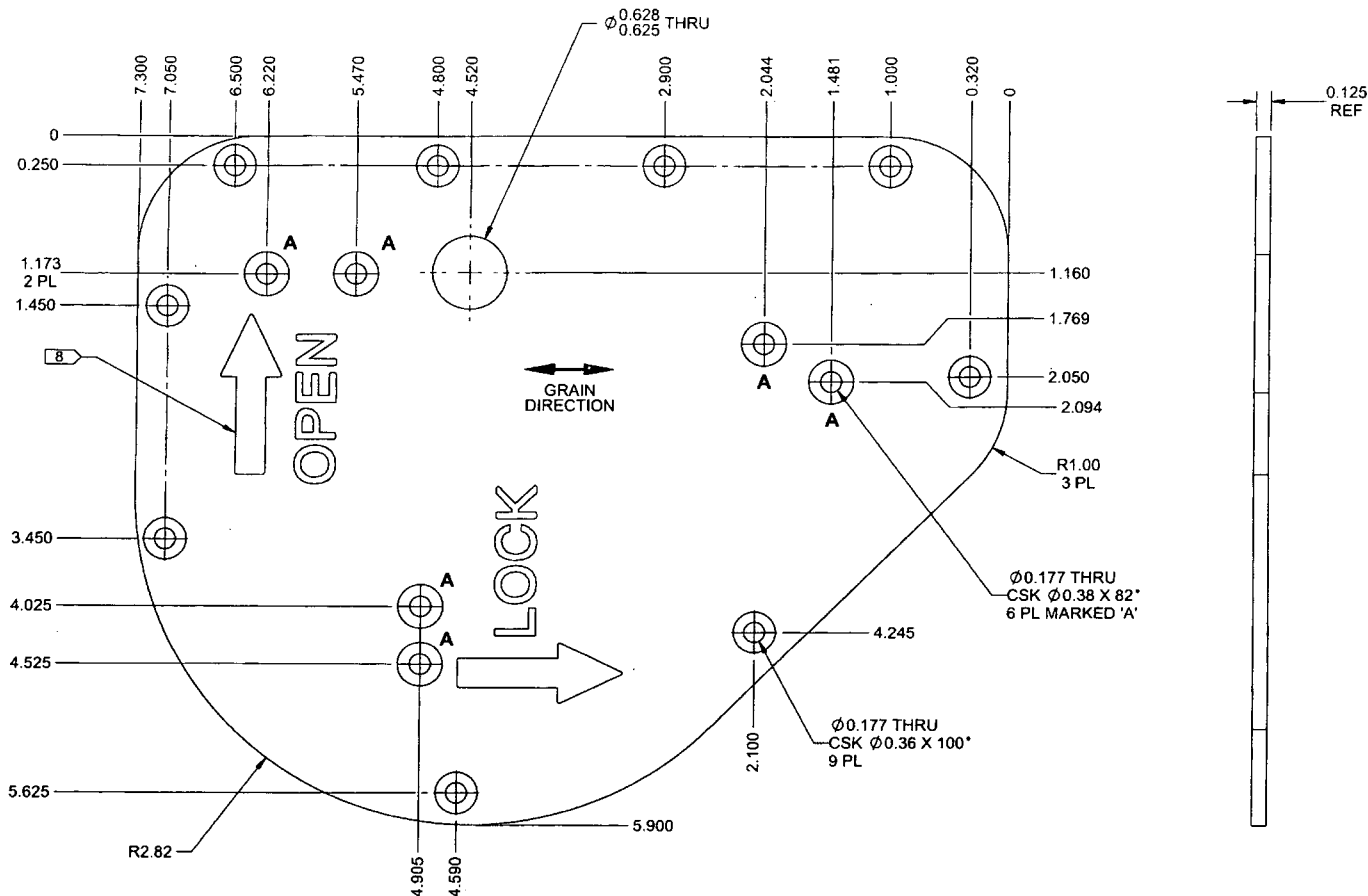 Ø 0.628 THRU
0.625
7.300
7.050
6.500
6.220
5.470
4.800
4.520
2.900
2.044
1.481
1.000
0.320
0
0.125
REF
0
0.250
A
A
1.173
2 PL
1.160
1.450
1.769
8
OPEN
GRAIN
DIRECTION
A
2.050
A
2.094
R1.00
3 PL
3.450
LOCK
A
4.025
Ø0.177 THRU
CSK Ø0.38 X 82°
6 PL MARKED 'A'
4.245
A
4.525
Ø0.177 THRU
CSK Ø0.36 X 100°
9 PL
2.100
5.625
5.900
R2.82
4.905
4.590